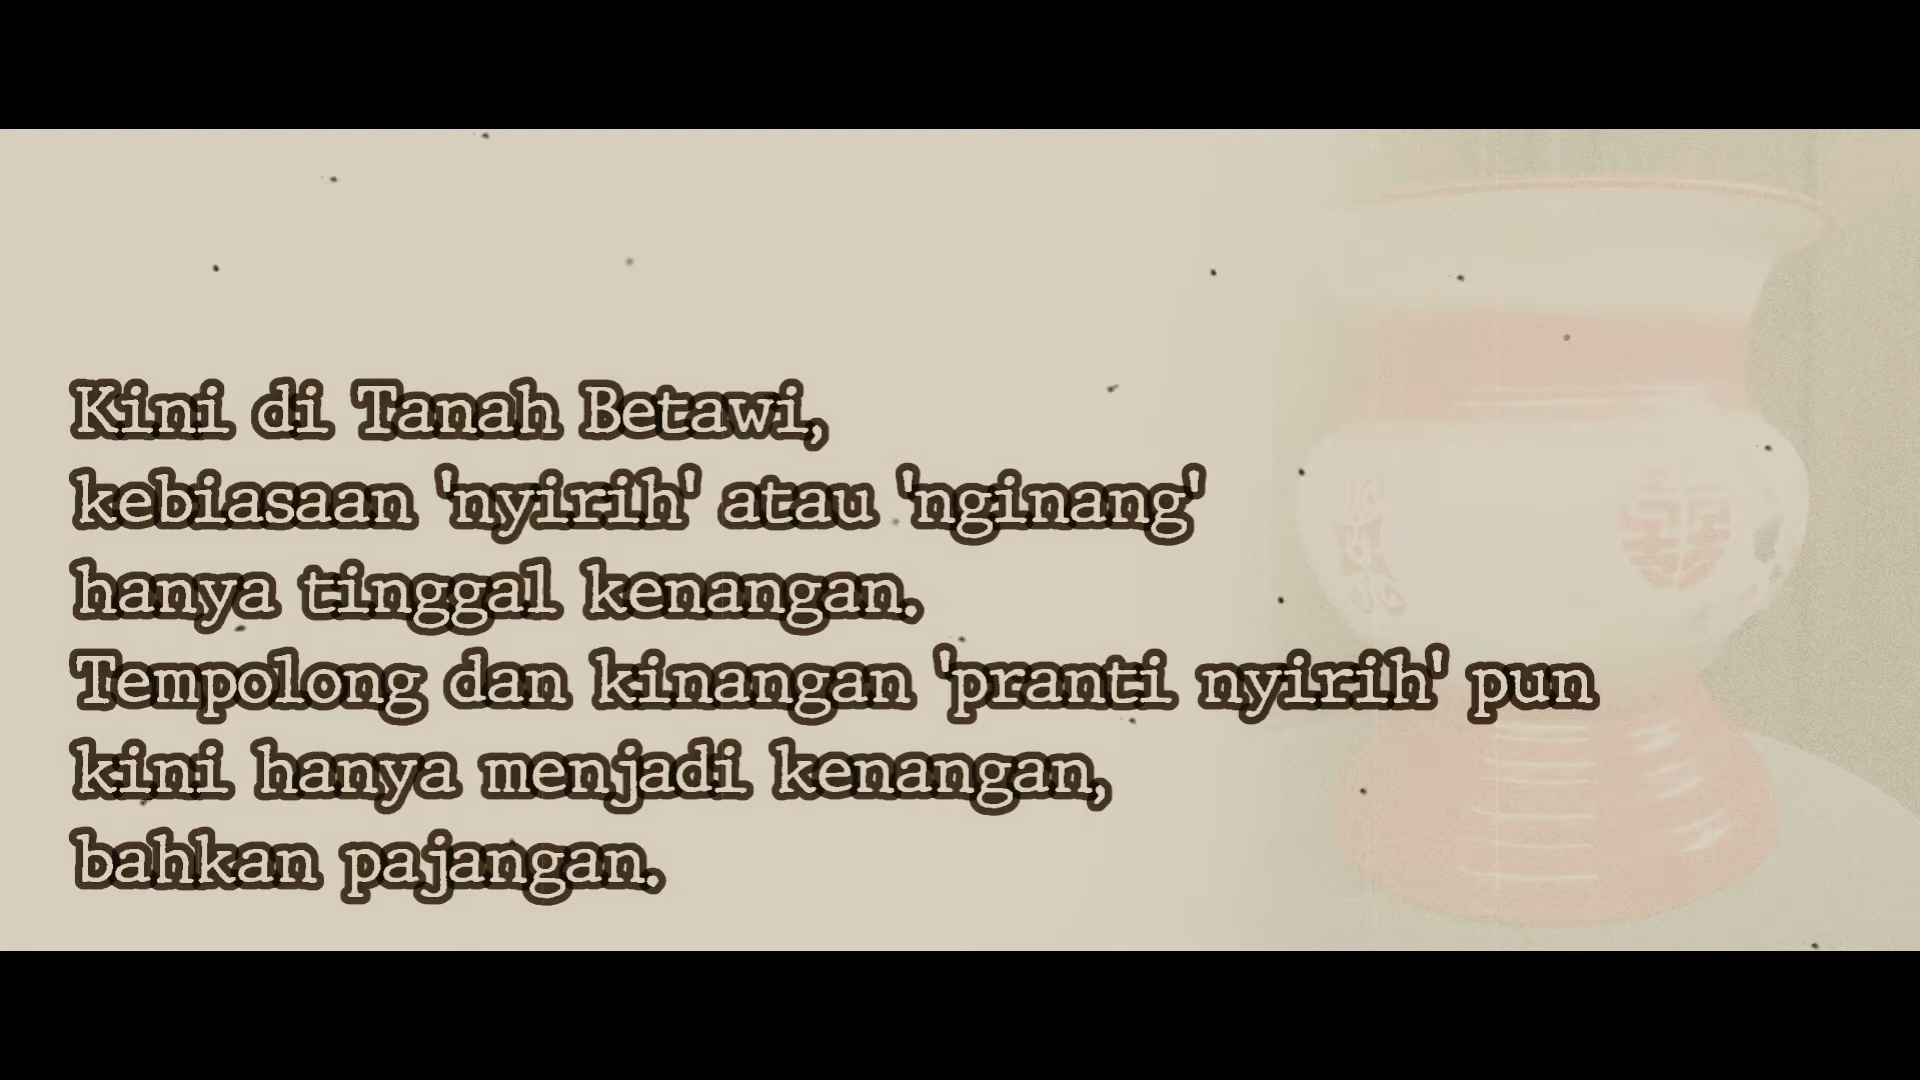 Kini di Tanah Betawi,
kebiasaan 'nyirih' atau 'nginang'
hanya tinggal kenangan.
Tempolong dan kinangan 'pranti nyirih' pun
kini hanya menjadi kenangan,
bahkan pajangan.